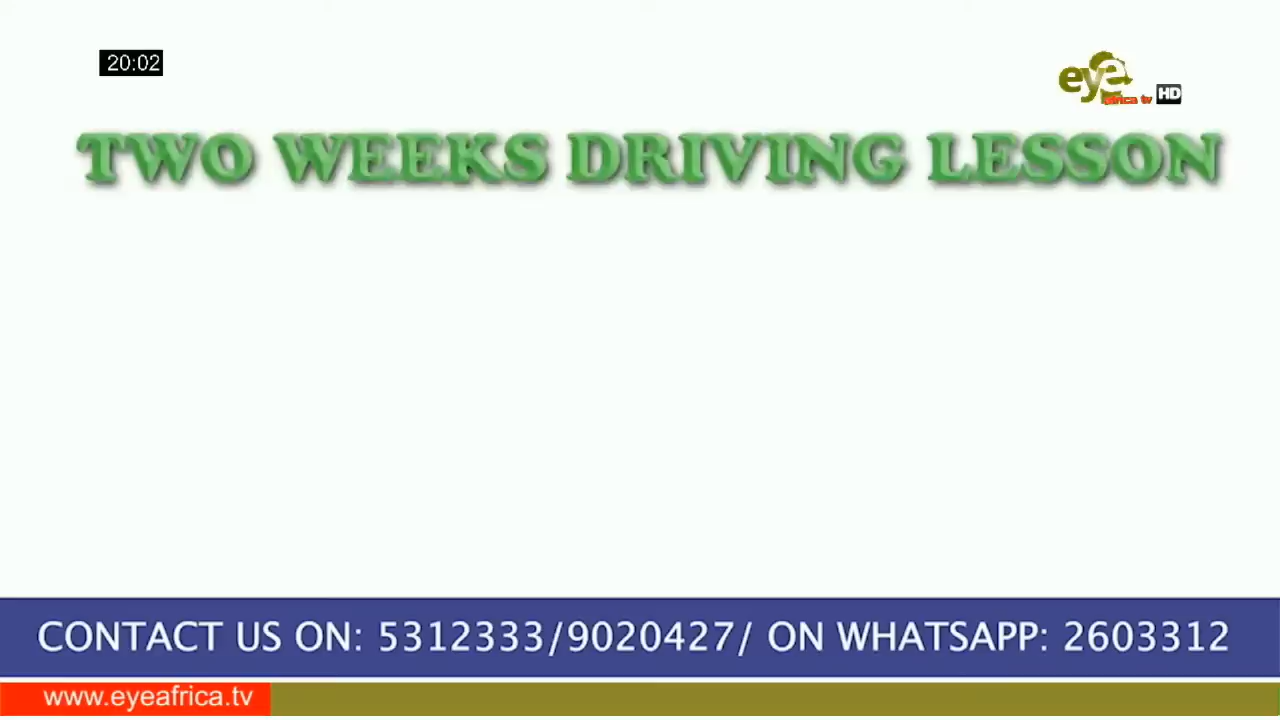 20:02
eye
africa tv HD
TWO WEEKS DRIVING LESSON
CONTACT US ON: 5312333/9020427/ ON WHATSAPP: 2603312
www.eyeafrica.tv